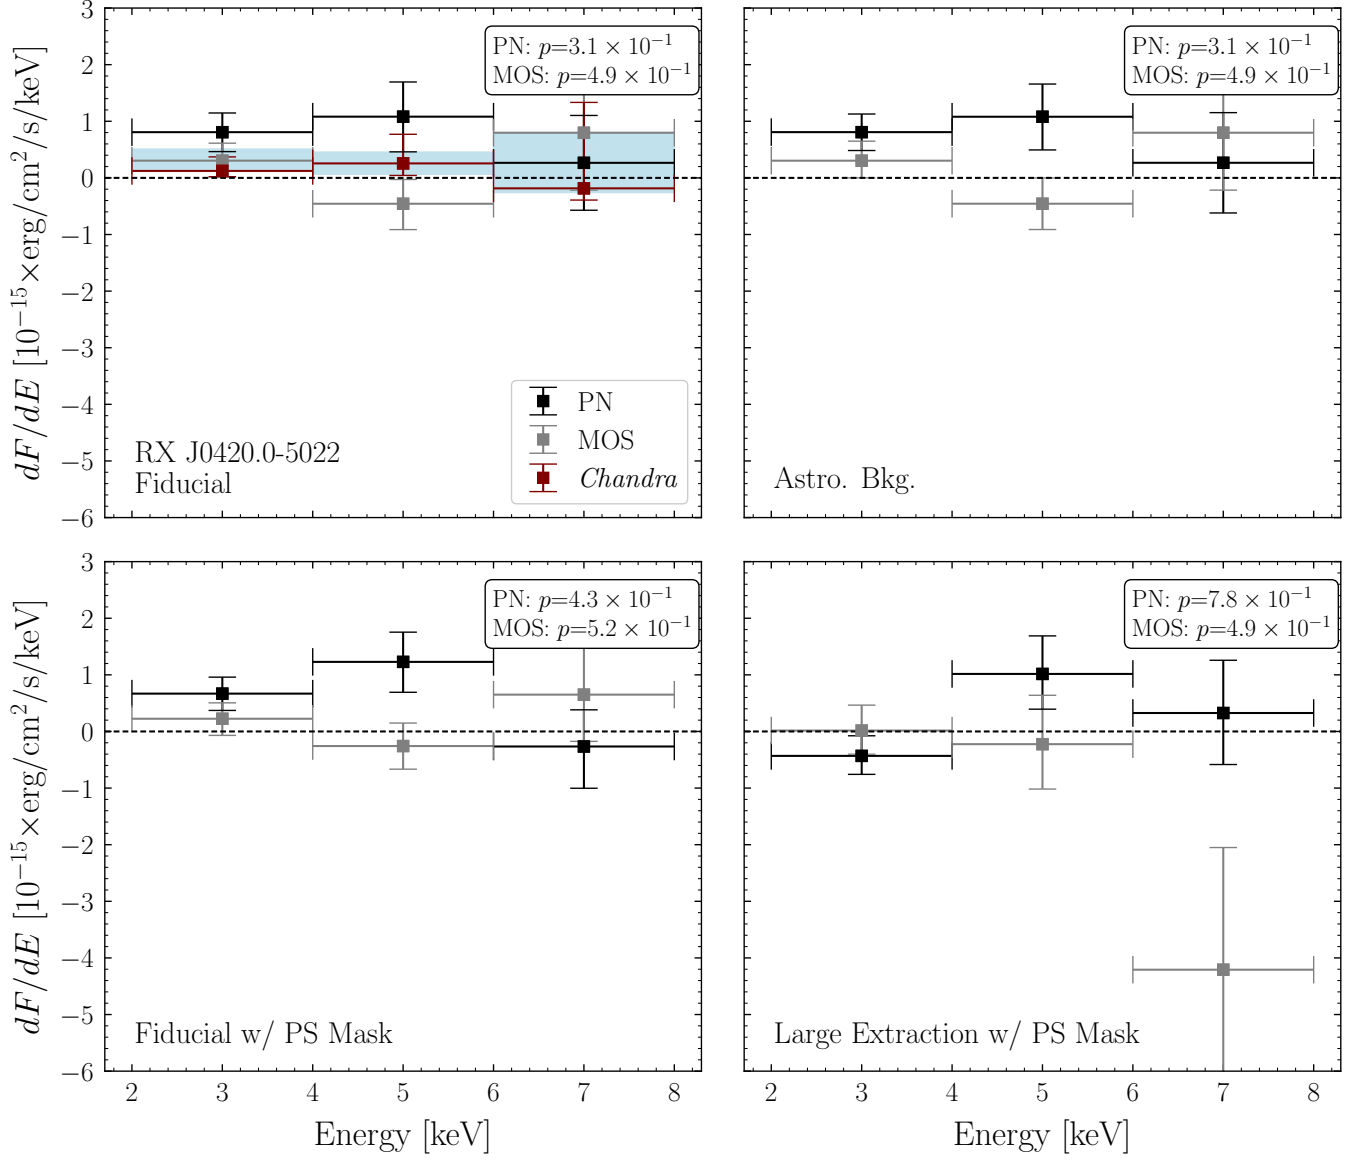 3
2
1
0
−1
−2
−3
−4
−5
−6
dF/dE [10⁻¹⁵×erg/cm²/s/keV]
PN: p=3.1 × 10⁻¹
MOS: p=4.9 × 10⁻¹
PN
MOS
Chandra
RX J0420.0-5022
Fiducial
PN: p=3.1 × 10⁻¹
MOS: p=4.9 × 10⁻¹
Astro. Bkg.
3
2
1
0
−1
−2
−3
−4
−5
−6
dF/dE [10⁻¹⁵×erg/cm²/s/keV]
PN: p=4.3 × 10⁻¹
MOS: p=5.2 × 10⁻¹
Fiducial w/ PS Mask
2 3 4 5 6 7 8
Energy [keV]
PN: p=7.8 × 10⁻¹
MOS: p=4.9 × 10⁻¹
Large Extraction w/ PS Mask
2 3 4 5 6 7 8
Energy [keV]